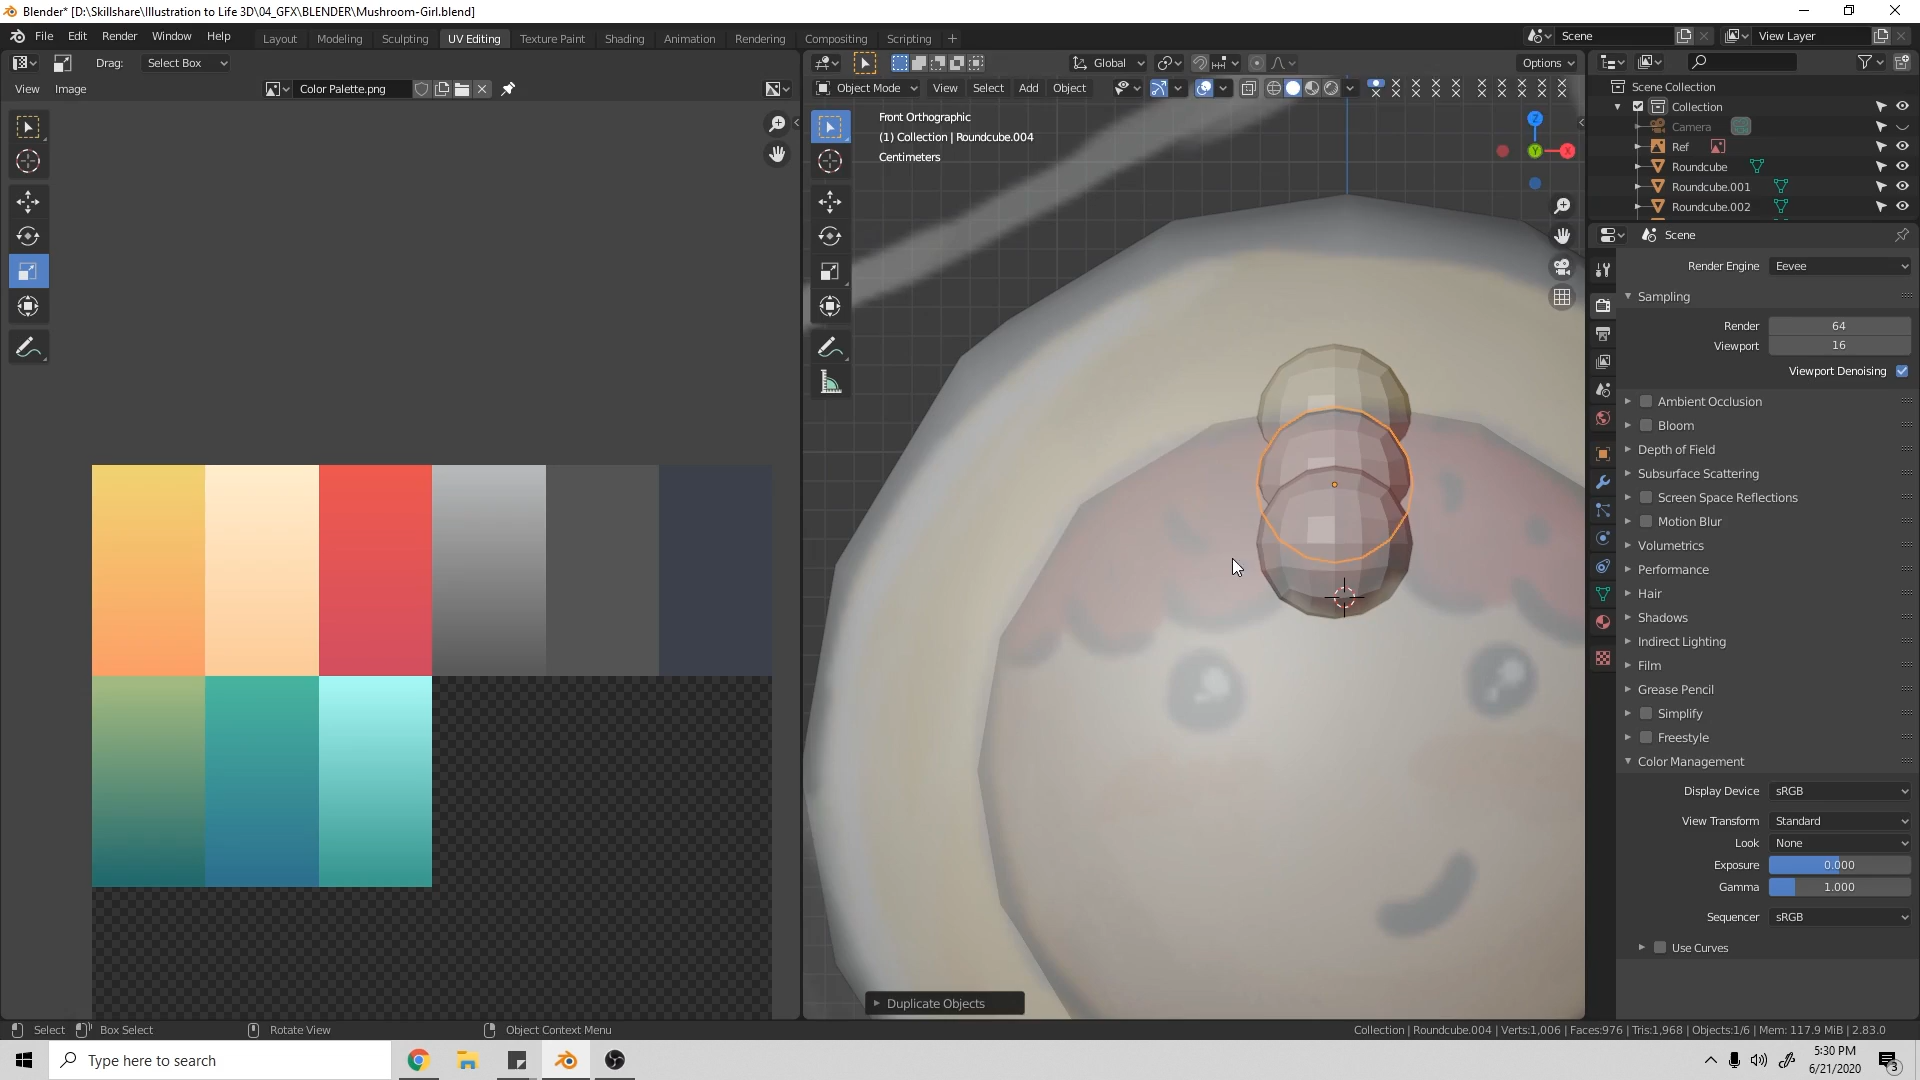 Blender* [D:\Skillshare\Illustration to Life 3D\04_GFX\BLENDER\Mushroom-Girl.blend]
File Edit Render Window Help Layout Modeling Sculpting UV Editing Texture Paint Shading Animation Rendering Compositing Scripting + Scene View Layer
Drag: Select Box Global Options
View Image Color Palette.png Object Mode View Select Add Object
Scene Collection
Collection
Camera
Ref
Roundcube
Roundcube.001
Roundcube.002
Front Orthographic
(1) Collection | Roundcube.004
Centimeters
Z
Y
X
Scene
Render Engine Eevee
Sampling
Render 64
Viewport 16
Viewport Denoising
Ambient Occlusion
Bloom
Depth of Field
Subsurface Scattering
Screen Space Reflections
Motion Blur
Volumetrics
Performance
Hair
Shadows
Indirect Lighting
Film
Grease Pencil
Simplify
Freestyle
Color Management
Display Device sRGB
View Transform Standard
Look None
Exposure 0.000
Gamma 1.000
Sequencer sRGB
Use Curves
Duplicate Objects
Select Box Select Rotate View Object Context Menu Collection | Roundcube.004 | Verts:1,006 | Faces:976 | Tris:1,968 | Objects:1/6 | Mem: 117.9 MiB | 2.83.0
Type here to search
5:30 PM
6/21/2020
3